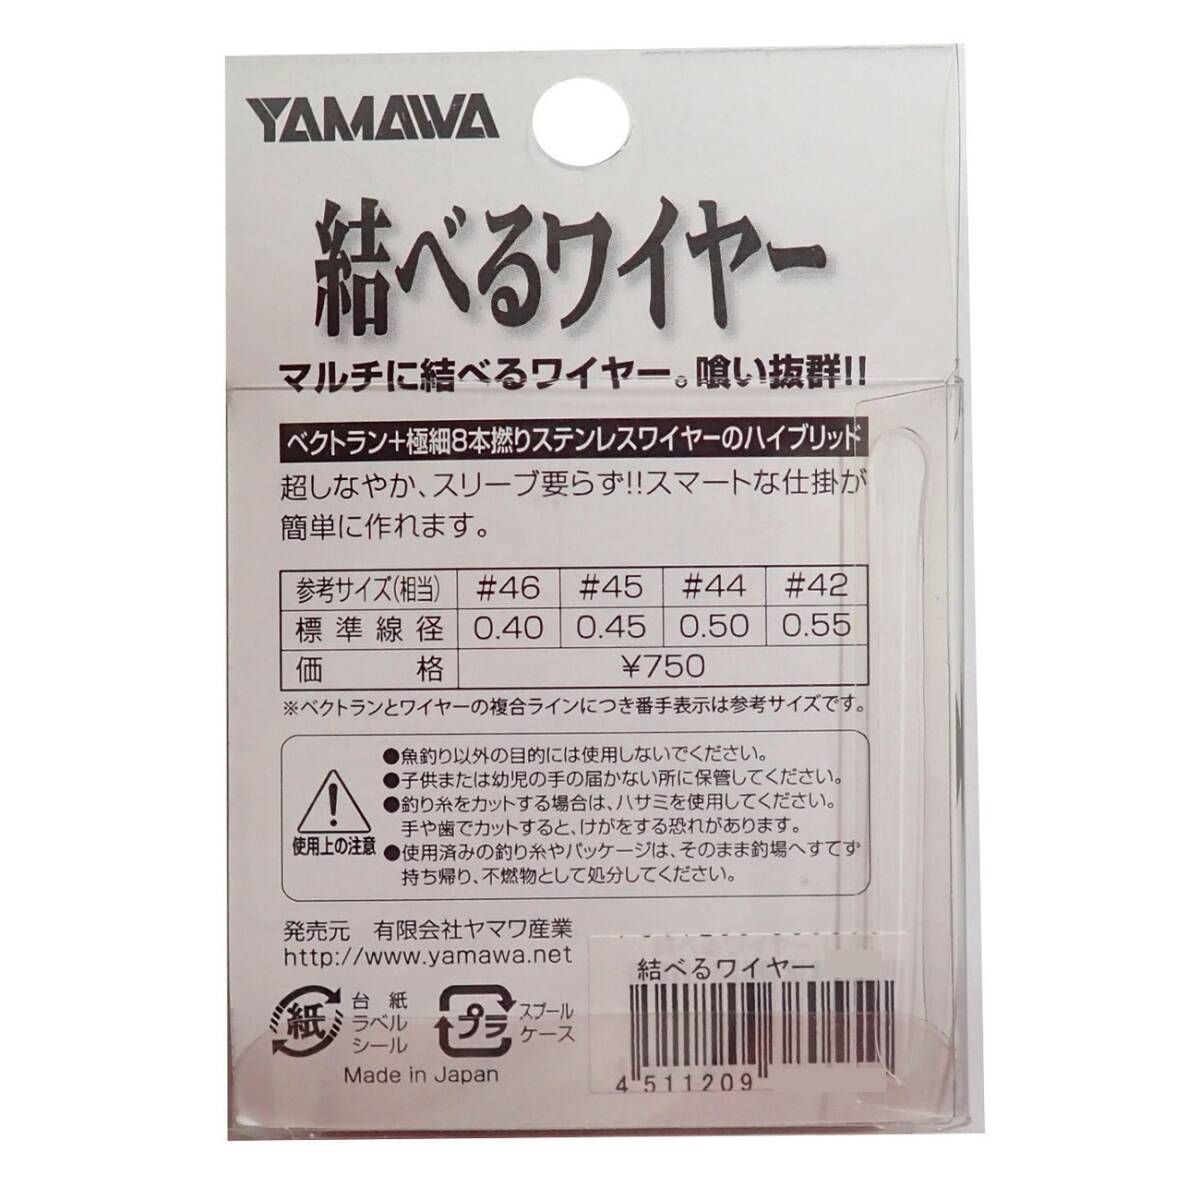 YAMAWA
結べるワイヤー
マルチに結べるワイヤー。喰い抜群!!
ベクトラン+極細8本撚りステンレスワイヤーのハイブリッド
超しなやか、スリーブ要らず!!スマートな仕掛が
簡単に作れます。
参考サイズ(相当) #46 #45 #44 #42
標準線径 0.40 0.45 0.50 0.55
価格 ¥750
※ベクトランとワイヤーの複合ラインにつき番手表示は参考サイズです。
●魚釣り以外の目的には使用しないでください。
●子供または幼児の手の届かない所に保管してください。
●釣り糸をカットする場合は、ハサミを使用してください。
手や歯でカットすると、けがをする恐れがあります。
使用上の注意
●使用済みの釣り糸やパッケージは、そのまま釣場へすてず
持ち帰り、不燃物として処分してください。
発売元 有限会社ヤマワ産業
http://www.yamawa.net
結べるワイヤー
紙
台紙
ラベル
シール
プラ
スプール
ケース
Made in Japan
4 511209